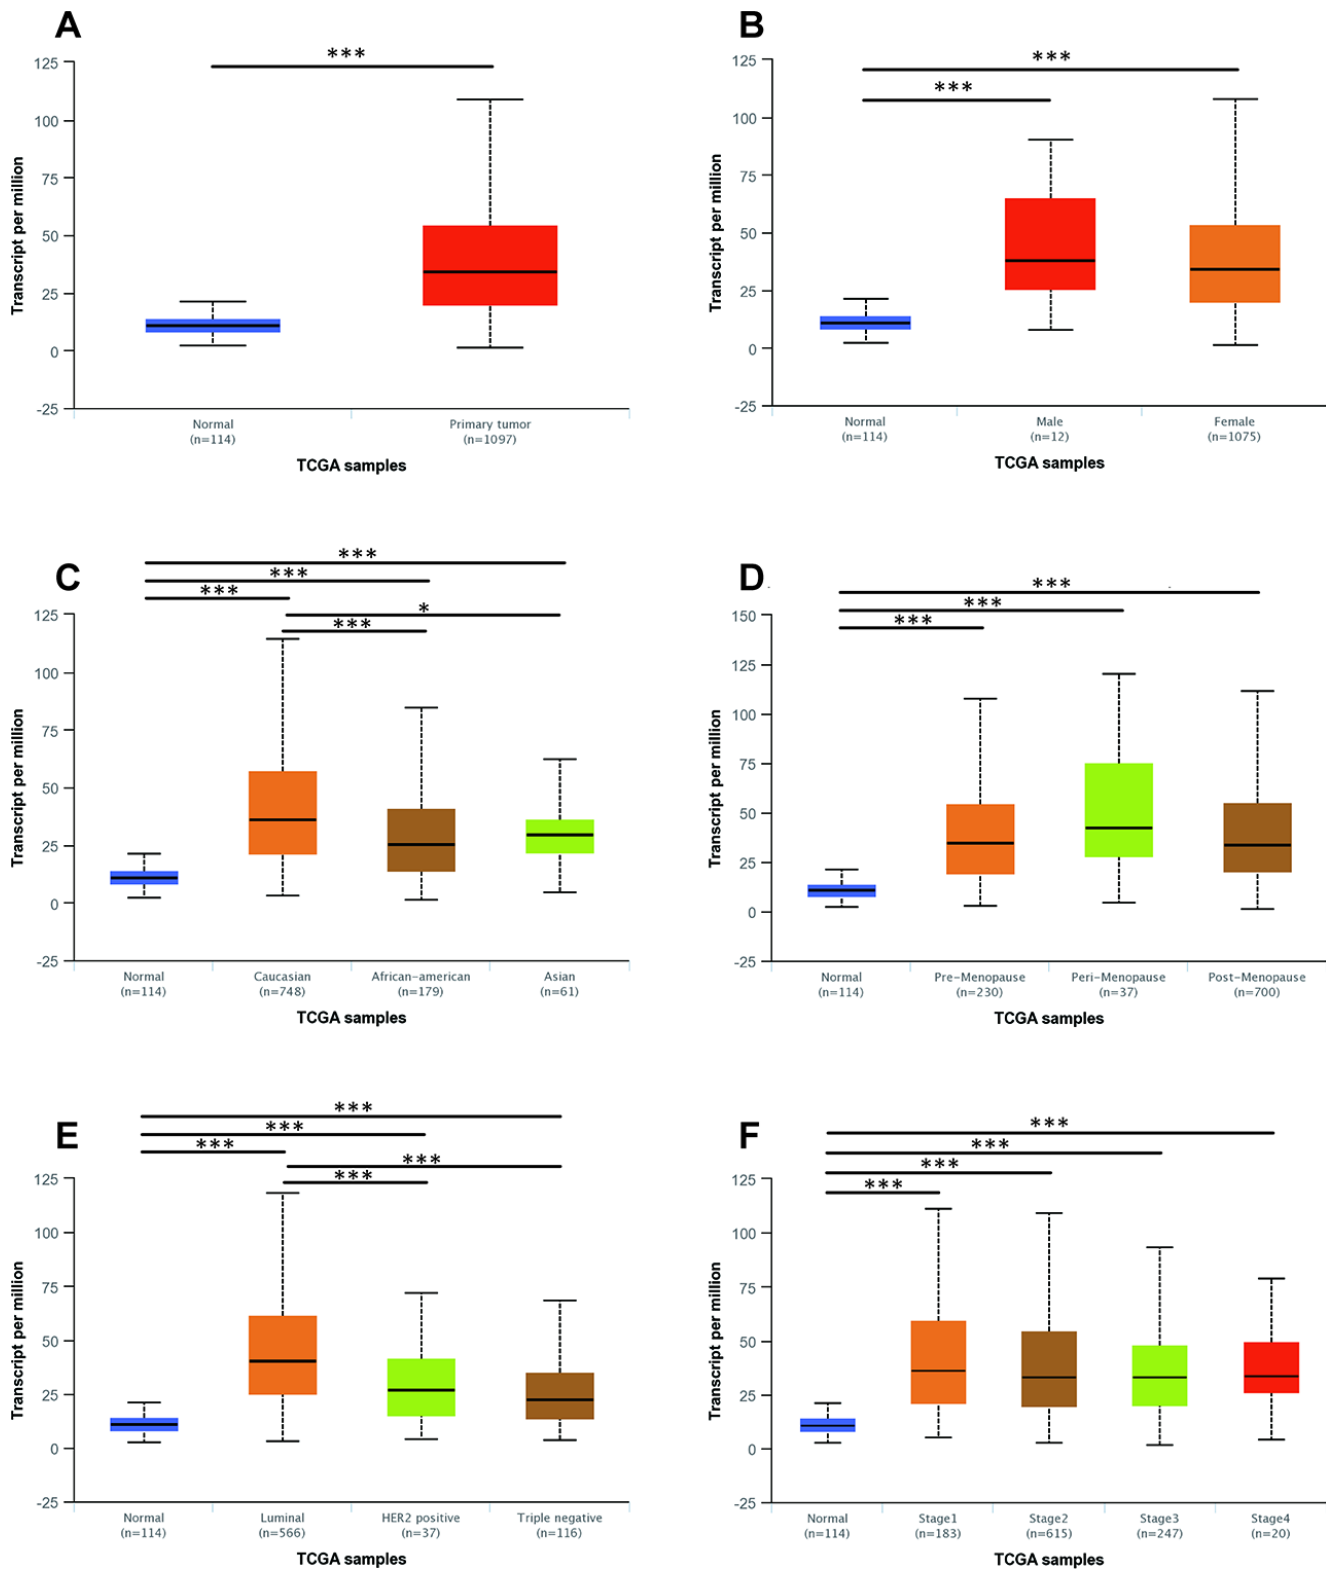 A
***
125
100
75
50
25
0
-25
Transcript per million
Normal
(n=114)
Primary tumor
(n=1097)
TCGA samples
B
***
***
125
100
75
50
25
0
-25
Transcript per million
Normal
(n=114)
Male
(n=12)
Female
(n=1075)
TCGA samples
C
***
***
***
*
***
125
100
75
50
25
0
-25
Transcript per million
Normal
(n=114)
Caucasian
(n=748)
African-american
(n=179)
Asian
(n=61)
TCGA samples
D
***
***
***
150
125
100
75
50
25
0
-25
Transcript per million
Normal
(n=114)
Pre-Menopause
(n=230)
Peri-Menopause
(n=37)
Post-Menopause
(n=700)
TCGA samples
E
***
***
***
***
***
125
100
75
50
25
0
-25
Transcript per million
Normal
(n=114)
Luminal
(n=566)
HER2 positive
(n=37)
Triple negative
(n=116)
TCGA samples
F
***
***
***
***
125
100
75
50
25
0
-25
Transcript per million
Normal
(n=114)
Stage1
(n=183)
Stage2
(n=615)
Stage3
(n=247)
Stage4
(n=20)
TCGA samples